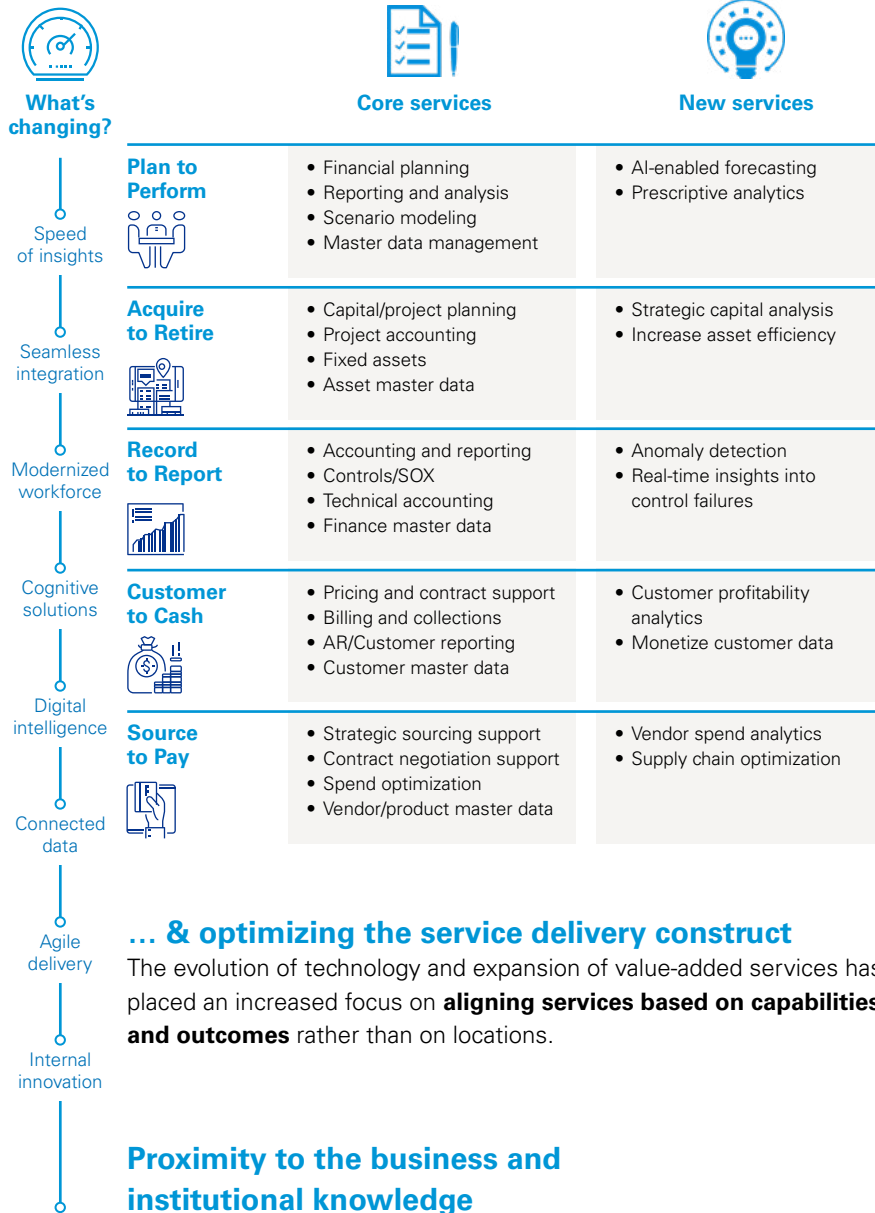 What's
changing?
Speed
of insights
Seamless
integration
Modernized
workforce
Cognitive
solutions
Digital
intelligence
Connected
data
Agile
delivery
Internal
innovation
Core services
New services
Plan to
Perform
• Financial planning
• Reporting and analysis
• Scenario modeling
• Master data management
• AI-enabled forecasting
• Prescriptive analytics
Acquire
to Retire
• Capital/project planning
• Project accounting
• Fixed assets
• Asset master data
• Strategic capital analysis
• Increase asset efficiency
Record
to Report
• Accounting and reporting
• Controls/SOX
• Technical accounting
• Finance master data
• Anomaly detection
• Real-time insights into
control failures
Customer
to Cash
• Pricing and contract support
• Billing and collections
• AR/Customer reporting
• Customer master data
• Customer profitability
analytics
• Monetize customer data
Source
to Pay
• Strategic sourcing support
• Contract negotiation support
• Spend optimization
• Vendor/product master data
• Vendor spend analytics
• Supply chain optimization
… & optimizing the service delivery construct
The evolution of technology and expansion of value-added services has
placed an increased focus on aligning services based on capabilities
and outcomes rather than on locations.
Proximity to the business and
institutional knowledge